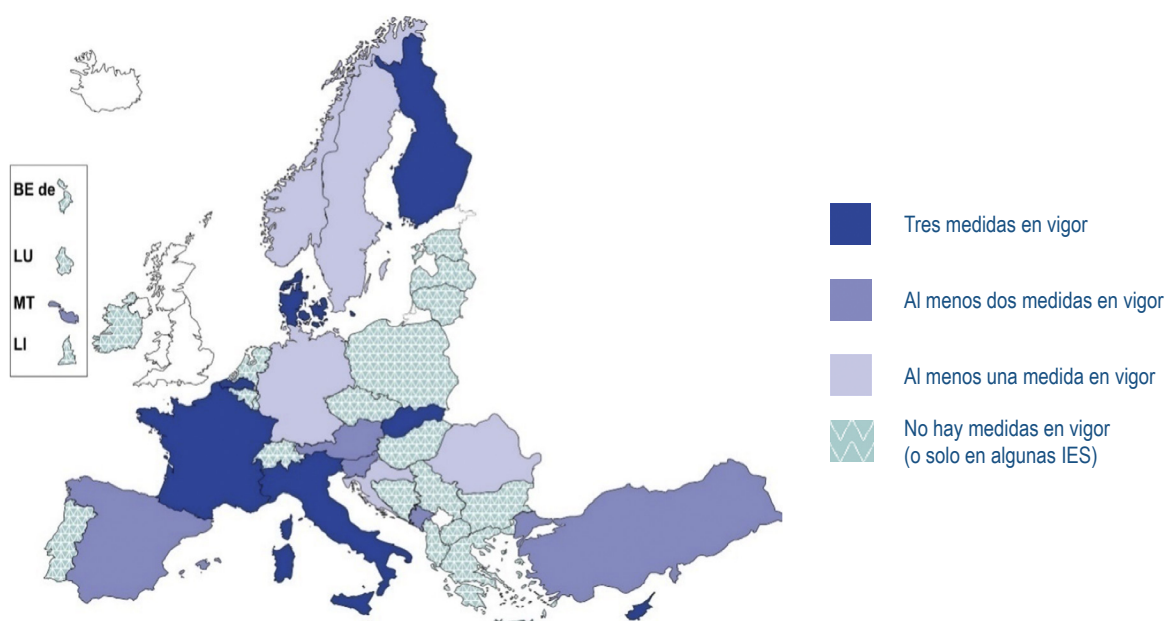 BE de
LU
MT
LI
Tres medidas en vigor
Al menos dos medidas en vigor
Al menos una medida en vigor
No hay medidas en vigor
(o solo en algunas IES)